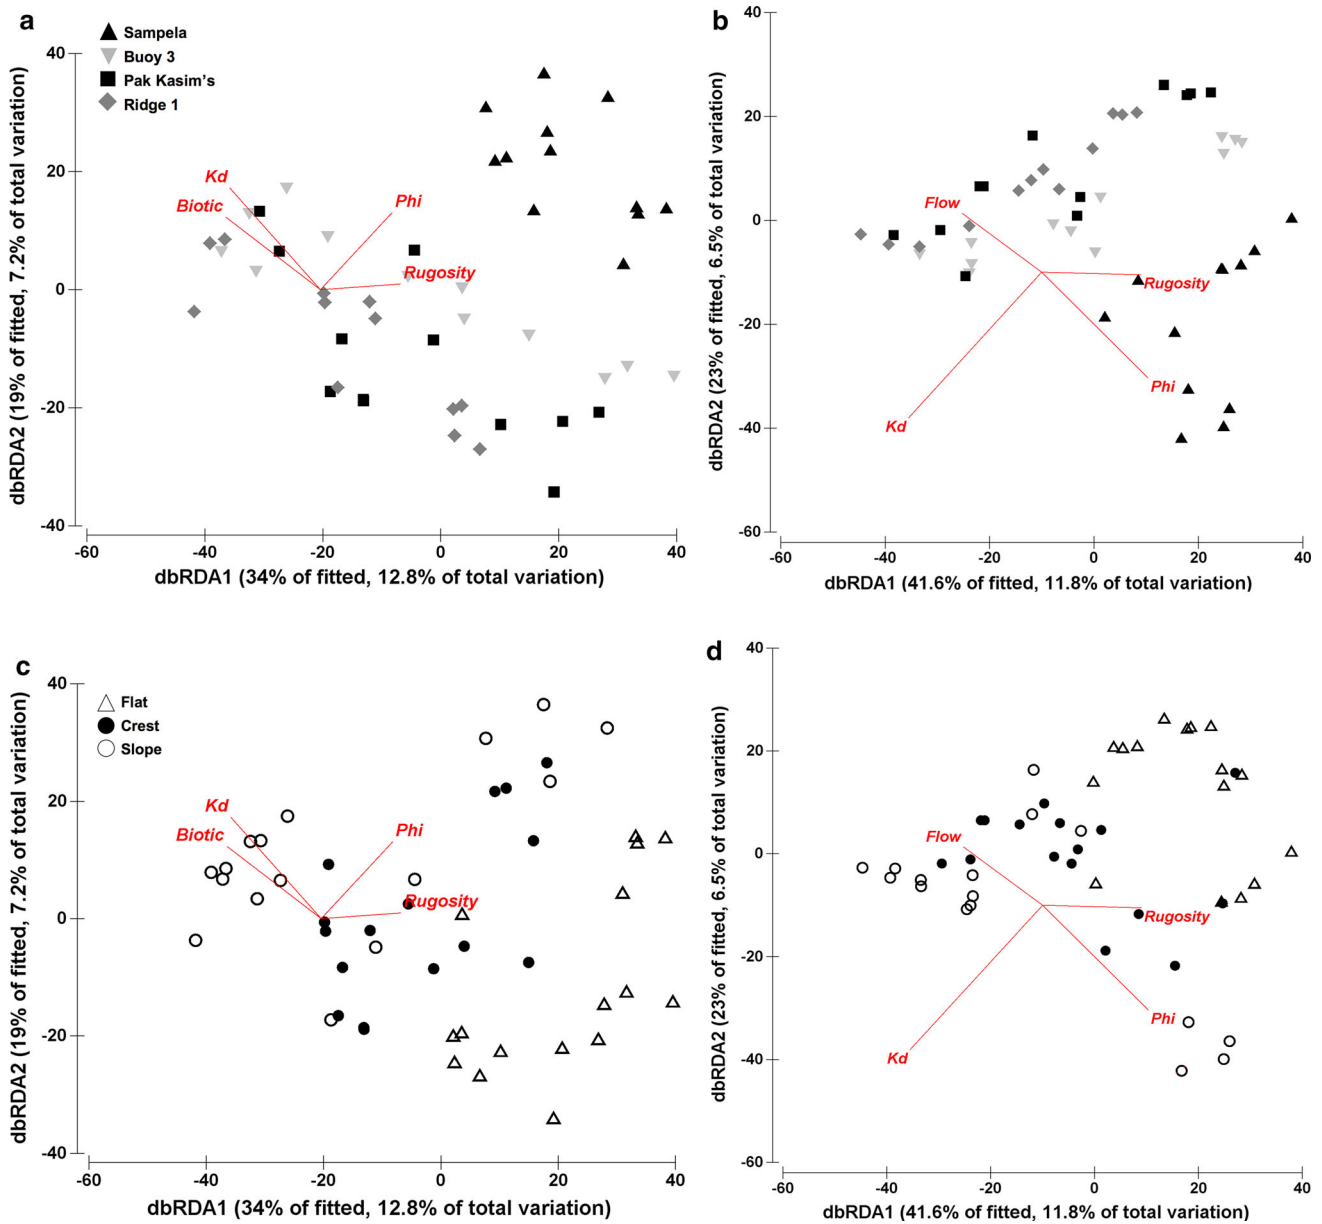 a
Sampela
Buoy 3
Pak Kasim's
Ridge 1
40
20
0
-20
-40
-60
-40
-20
0
20
40
Kd
Biotic
Phi
Rugosity
dbRDA2 (19% of fitted, 7.2% of total variation)
dbRDA1 (34% of fitted, 12.8% of total variation)
b
40
20
0
-20
-40
-60
-60
-40
-20
0
20
40
Flow
Rugosity
Phi
Kd
dbRDA2 (23% of fitted, 6.5% of total variation)
dbRDA1 (41.6% of fitted, 11.8% of total variation)
c
Flat
Crest
Slope
40
20
0
-20
-40
-60
-40
-20
0
20
40
Kd
Biotic
Phi
Rugosity
dbRDA2 (19% of fitted, 7.2% of total variation)
dbRDA1 (34% of fitted, 12.8% of total variation)
d
40
20
0
-20
-40
-60
-60
-40
-20
0
20
40
Flow
Rugosity
Phi
Kd
dbRDA2 (23% of fitted, 6.5% of total variation)
dbRDA1 (41.6% of fitted, 11.8% of total variation)